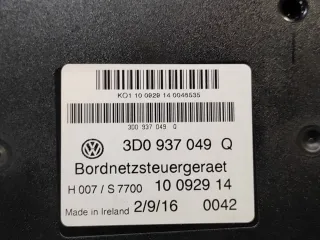 KO1 10 0929 14 0046535
3D0 937 049 Q
3D0 937 049 Q
Bordnetzsteuergeraet
H 007 / S 7700 10 0929 14
Made in Ireland 2/9/16 0042